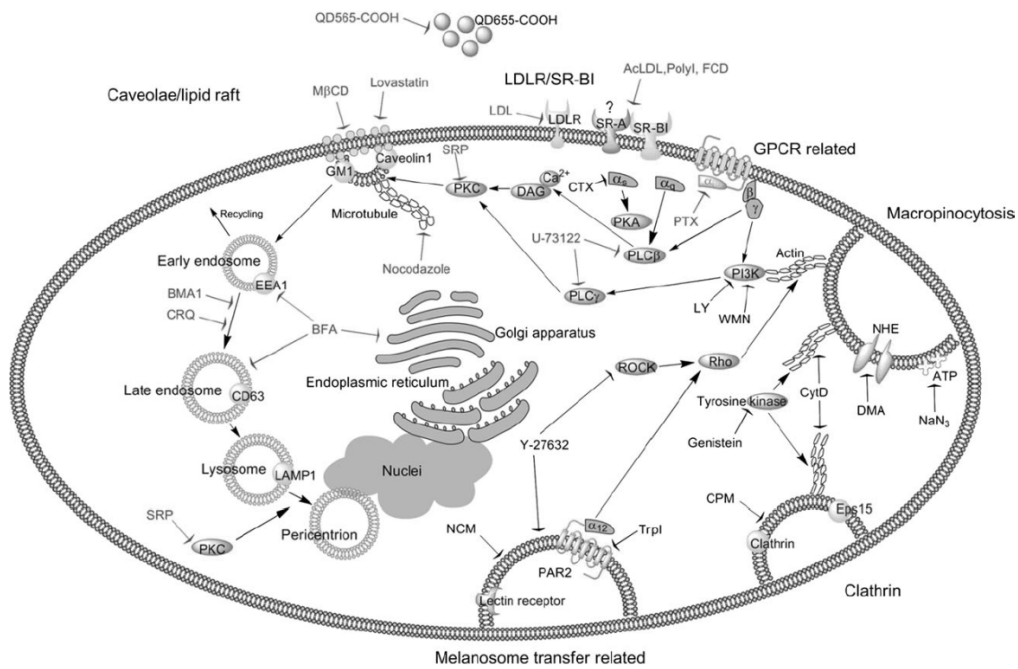 QD565-COOH
QD655-COOH
Caveolae/lipid raft
MβCD
Lovastatin
LDLR/SR-BI
AcLDL,PolyI, FCD
LDL
LDLR
?
SR-A
SR-BI
GPCR related
GM1
Caveolin1
SRP
PKC
DAG
Ca2+
CTX
αs
αq
PTX
β
γ
Microtubule
PKA
Macropinocytosis
Recycling
Early endosome
EEA1
Nocodazole
U-73122
PLCβ
PI3K
Actin
BMA1
CRQ
BFA
PLCγ
LY
WMN
Golgi apparatus
NHE
Endoplasmic reticulum
ROCK
Rho
ATP
Late endosome
CD63
Tyrosine kinase
CytD
DMA
NaN3
Genistein
Y-27632
Nuclei
Lysosome
LAMP1
CPM
Eps15
SRP
PKC
Pericentrion
NCM
α12
TrpI
Clathrin
PAR2
Lectin receptor
Clathrin
Melanosome transfer related